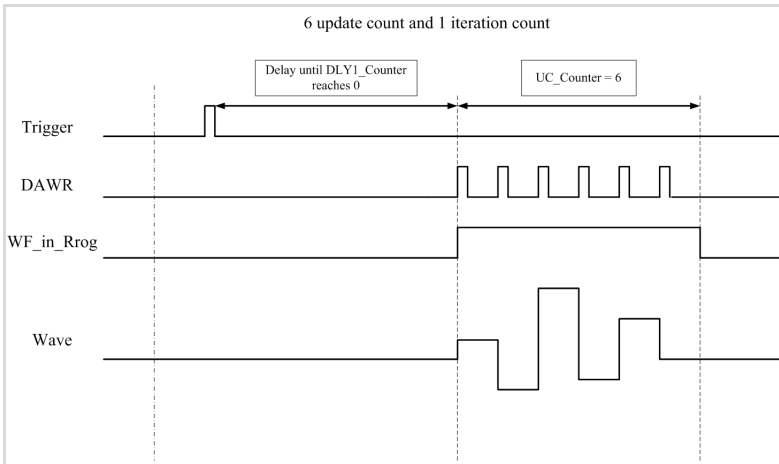 6 update count and 1 iteration count
Delay until DLY1_Counter
reaches 0
UC_Counter = 6
Trigger
DAWR
WF_in_Rrog
Wave